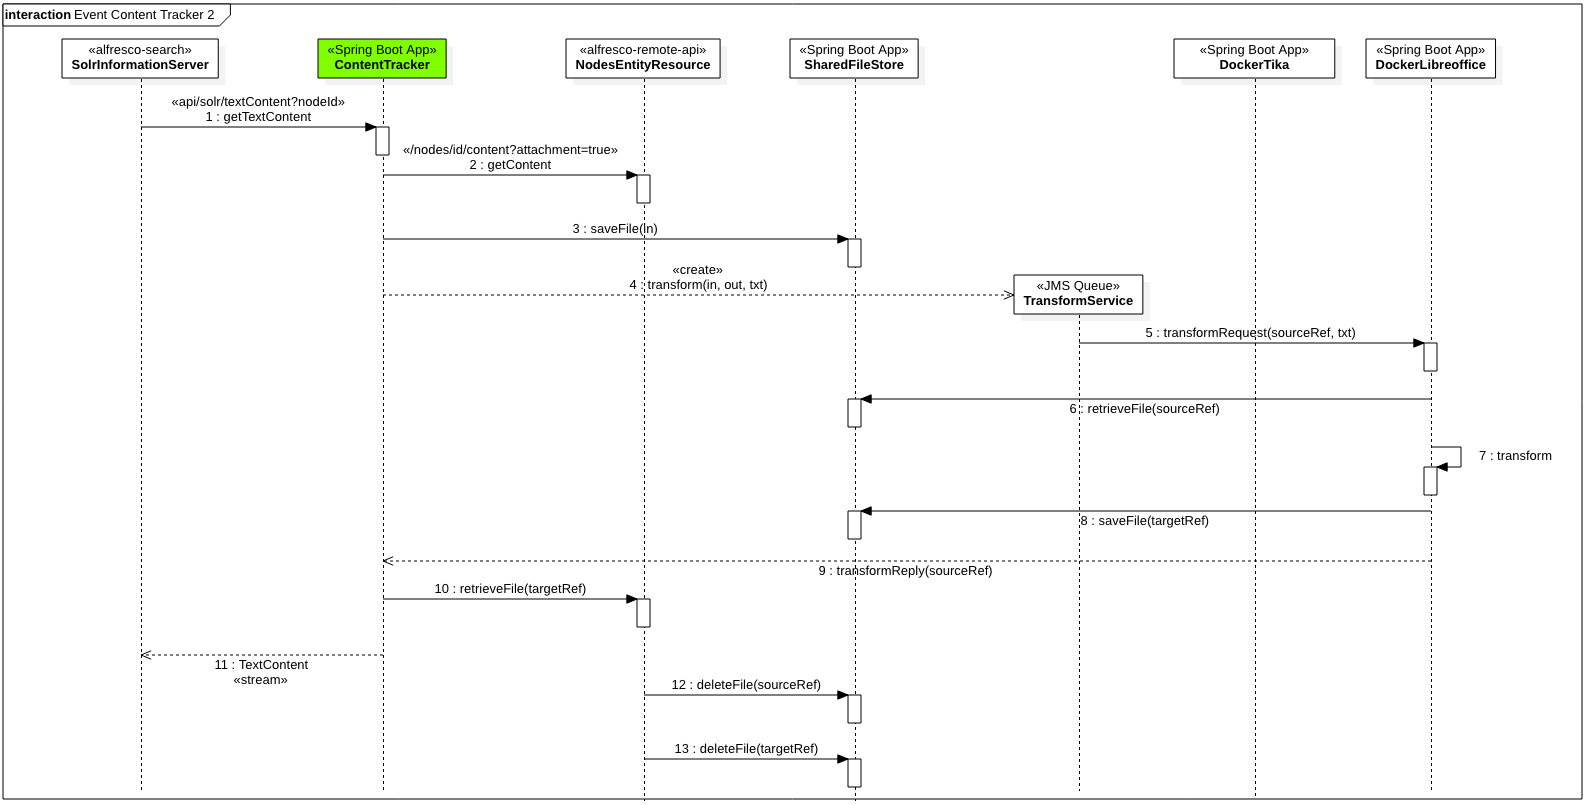 interaction Event Content Tracker 2
«alfresco-search»
SolrInformationServer
«Spring Boot App»
ContentTracker
«alfresco-remote-api»
NodesEntityResource
«Spring Boot App»
SharedFileStore
«Spring Boot App»
DockerTika
«Spring Boot App»
DockerLibreoffice
«api/solr/textContent?nodeId»
1 : getTextContent
«/nodes/id/content?attachment=true»
2 : getContent
3 : saveFile(in)
«create»
4 : transform(in, out, txt)
«JMS Queue»
TransformService
5 : transformRequest(sourceRef, txt)
6 : retrieveFile(sourceRef)
7 : transform
8 : saveFile(targetRef)
9 : transformReply(sourceRef)
10 : retrieveFile(targetRef)
11 : TextContent
«stream»
12 : deleteFile(sourceRef)
13 : deleteFile(targetRef)